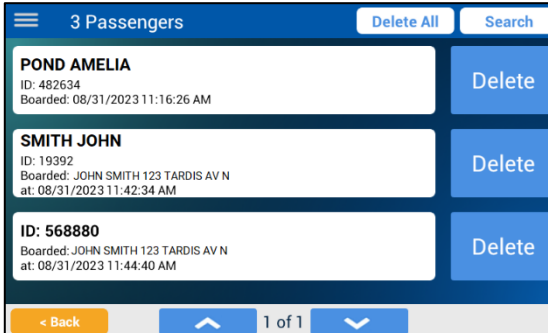 3 Passengers
Delete All
Search
POND AMELIA
ID: 482634
Boarded: 08/31/2023 11:16:26 AM
Delete
SMITH JOHN
ID: 19392
Boarded: JOHN SMITH 123 TARDIS AV N
at: 08/31/2023 11:42:34 AM
Delete
ID: 568880
Boarded: JOHN SMITH 123 TARDIS AV N
at: 08/31/2023 11:44:40 AM
Delete
< Back
1 of 1